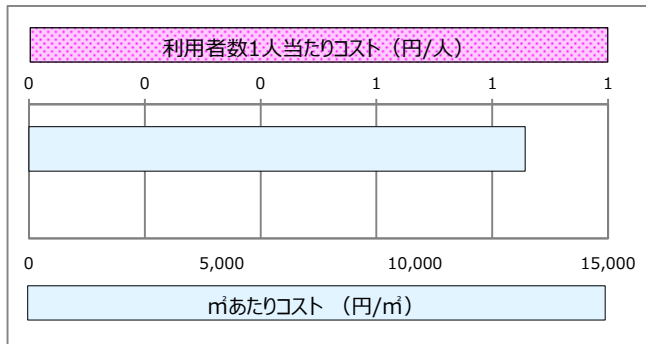 利用者数1人当たりコスト（円/人）
0 0 0 1 1 1
0 5,000 10,000 15,000
㎡あたりコスト （円/㎡）